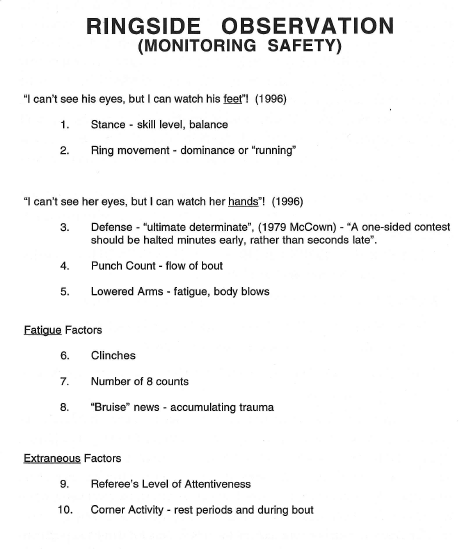 RINGSIDE OBSERVATION
(MONITORING SAFETY)
"I can't see his eyes, but I can watch his feet"! (1996)
1. Stance - skill level, balance
2. Ring movement - dominance or "running"
"I can't see her eyes, but I can watch her hands"! (1996)
3. Defense - "ultimate determinate", (1979 McCown) - "A one-sided contest
should be halted minutes early, rather than seconds late".
4. Punch Count - flow of bout
5. Lowered Arms - fatigue, body blows
Fatigue Factors
6. Clinches
7. Number of 8 counts
8. "Bruise" news - accumulating trauma
Extraneous Factors
9. Referee's Level of Attentiveness
10. Corner Activity - rest periods and during bout